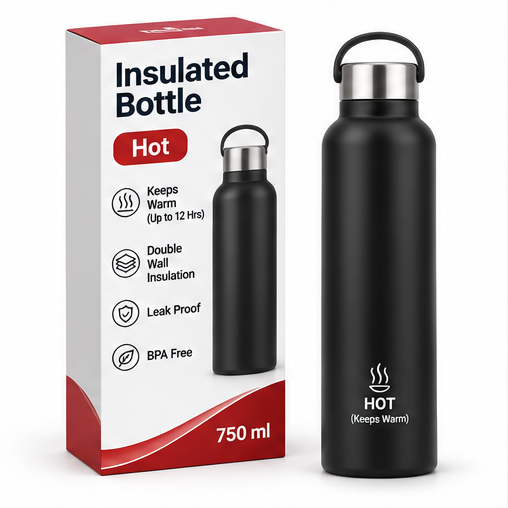 Insulated
Bottle
Hot
Keeps
Warm
(Up to 12 Hrs)
Double
Wall
Insulation
Leak Proof
BPA Free
750 ml
HOT
(Keeps Warm)